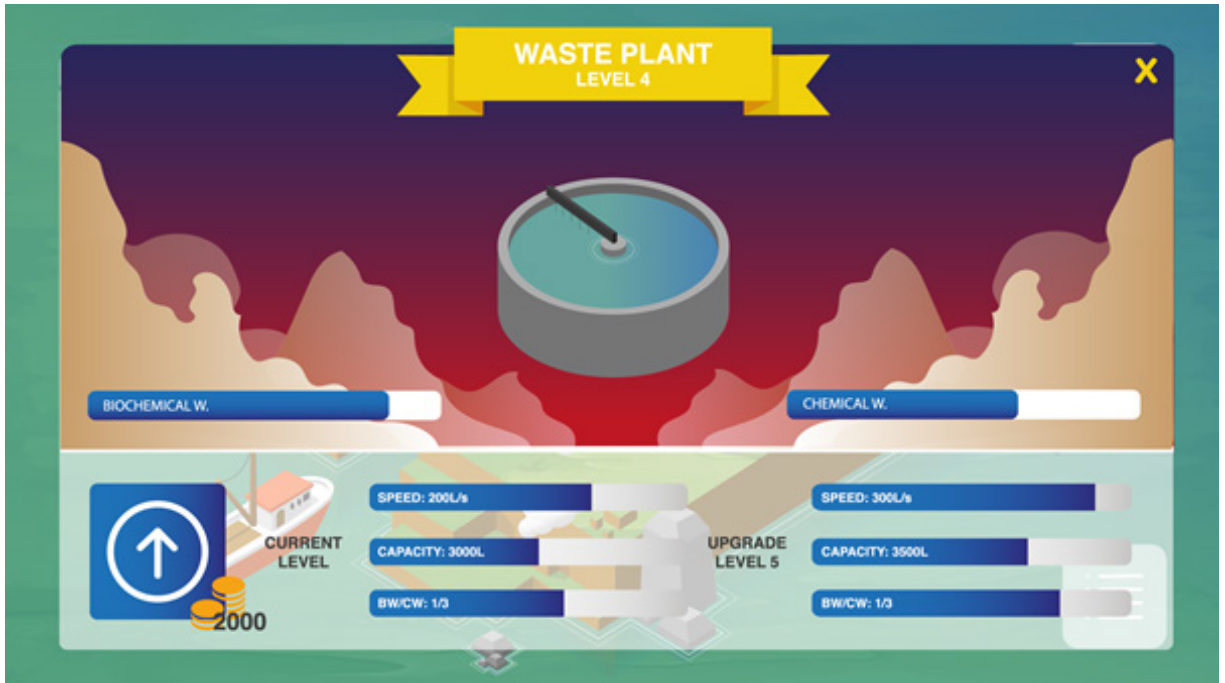 WASTE PLANT
LEVEL 4
X
BIOCHEMICAL W.
CHEMICAL W.
CURRENT
LEVEL
2000
SPEED: 200L/s
CAPACITY: 3000L
BW/CW: 1/3
UPGRADE
LEVEL 5
SPEED: 300L/s
CAPACITY: 3500L
BW/CW: 1/3